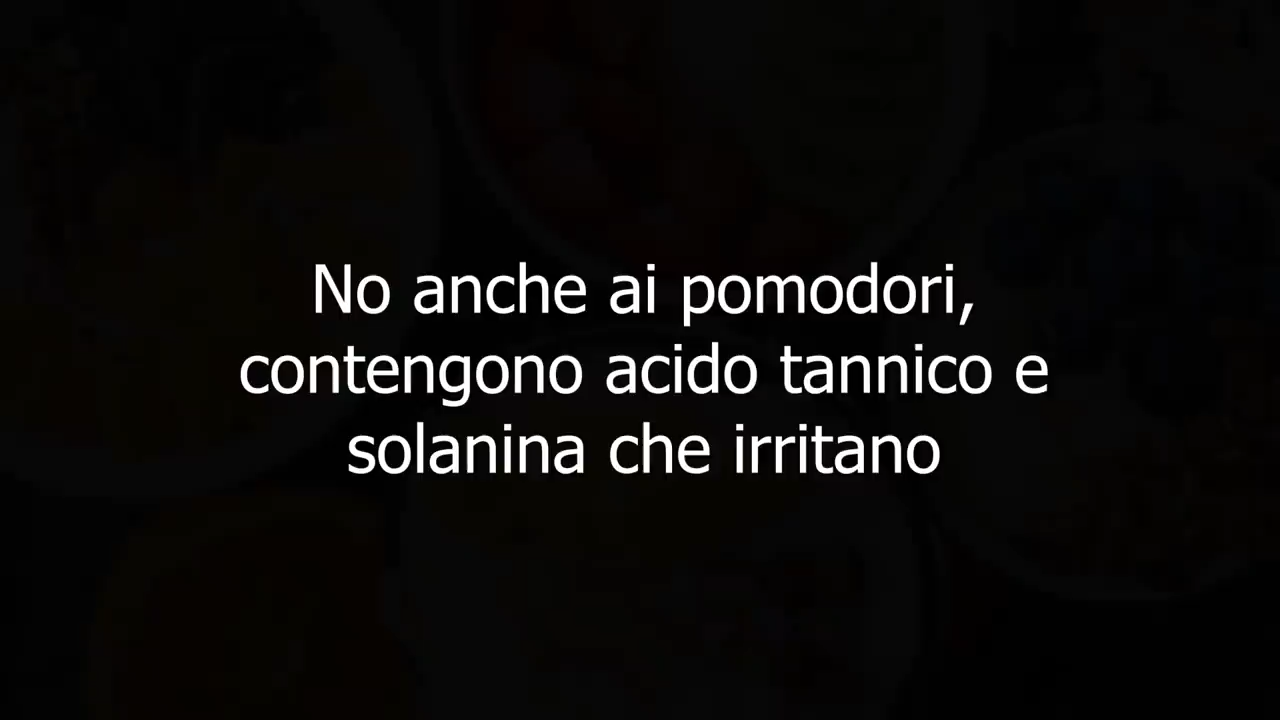 No anche ai pomodori,
contengono acido tannico e
solanina che irritano